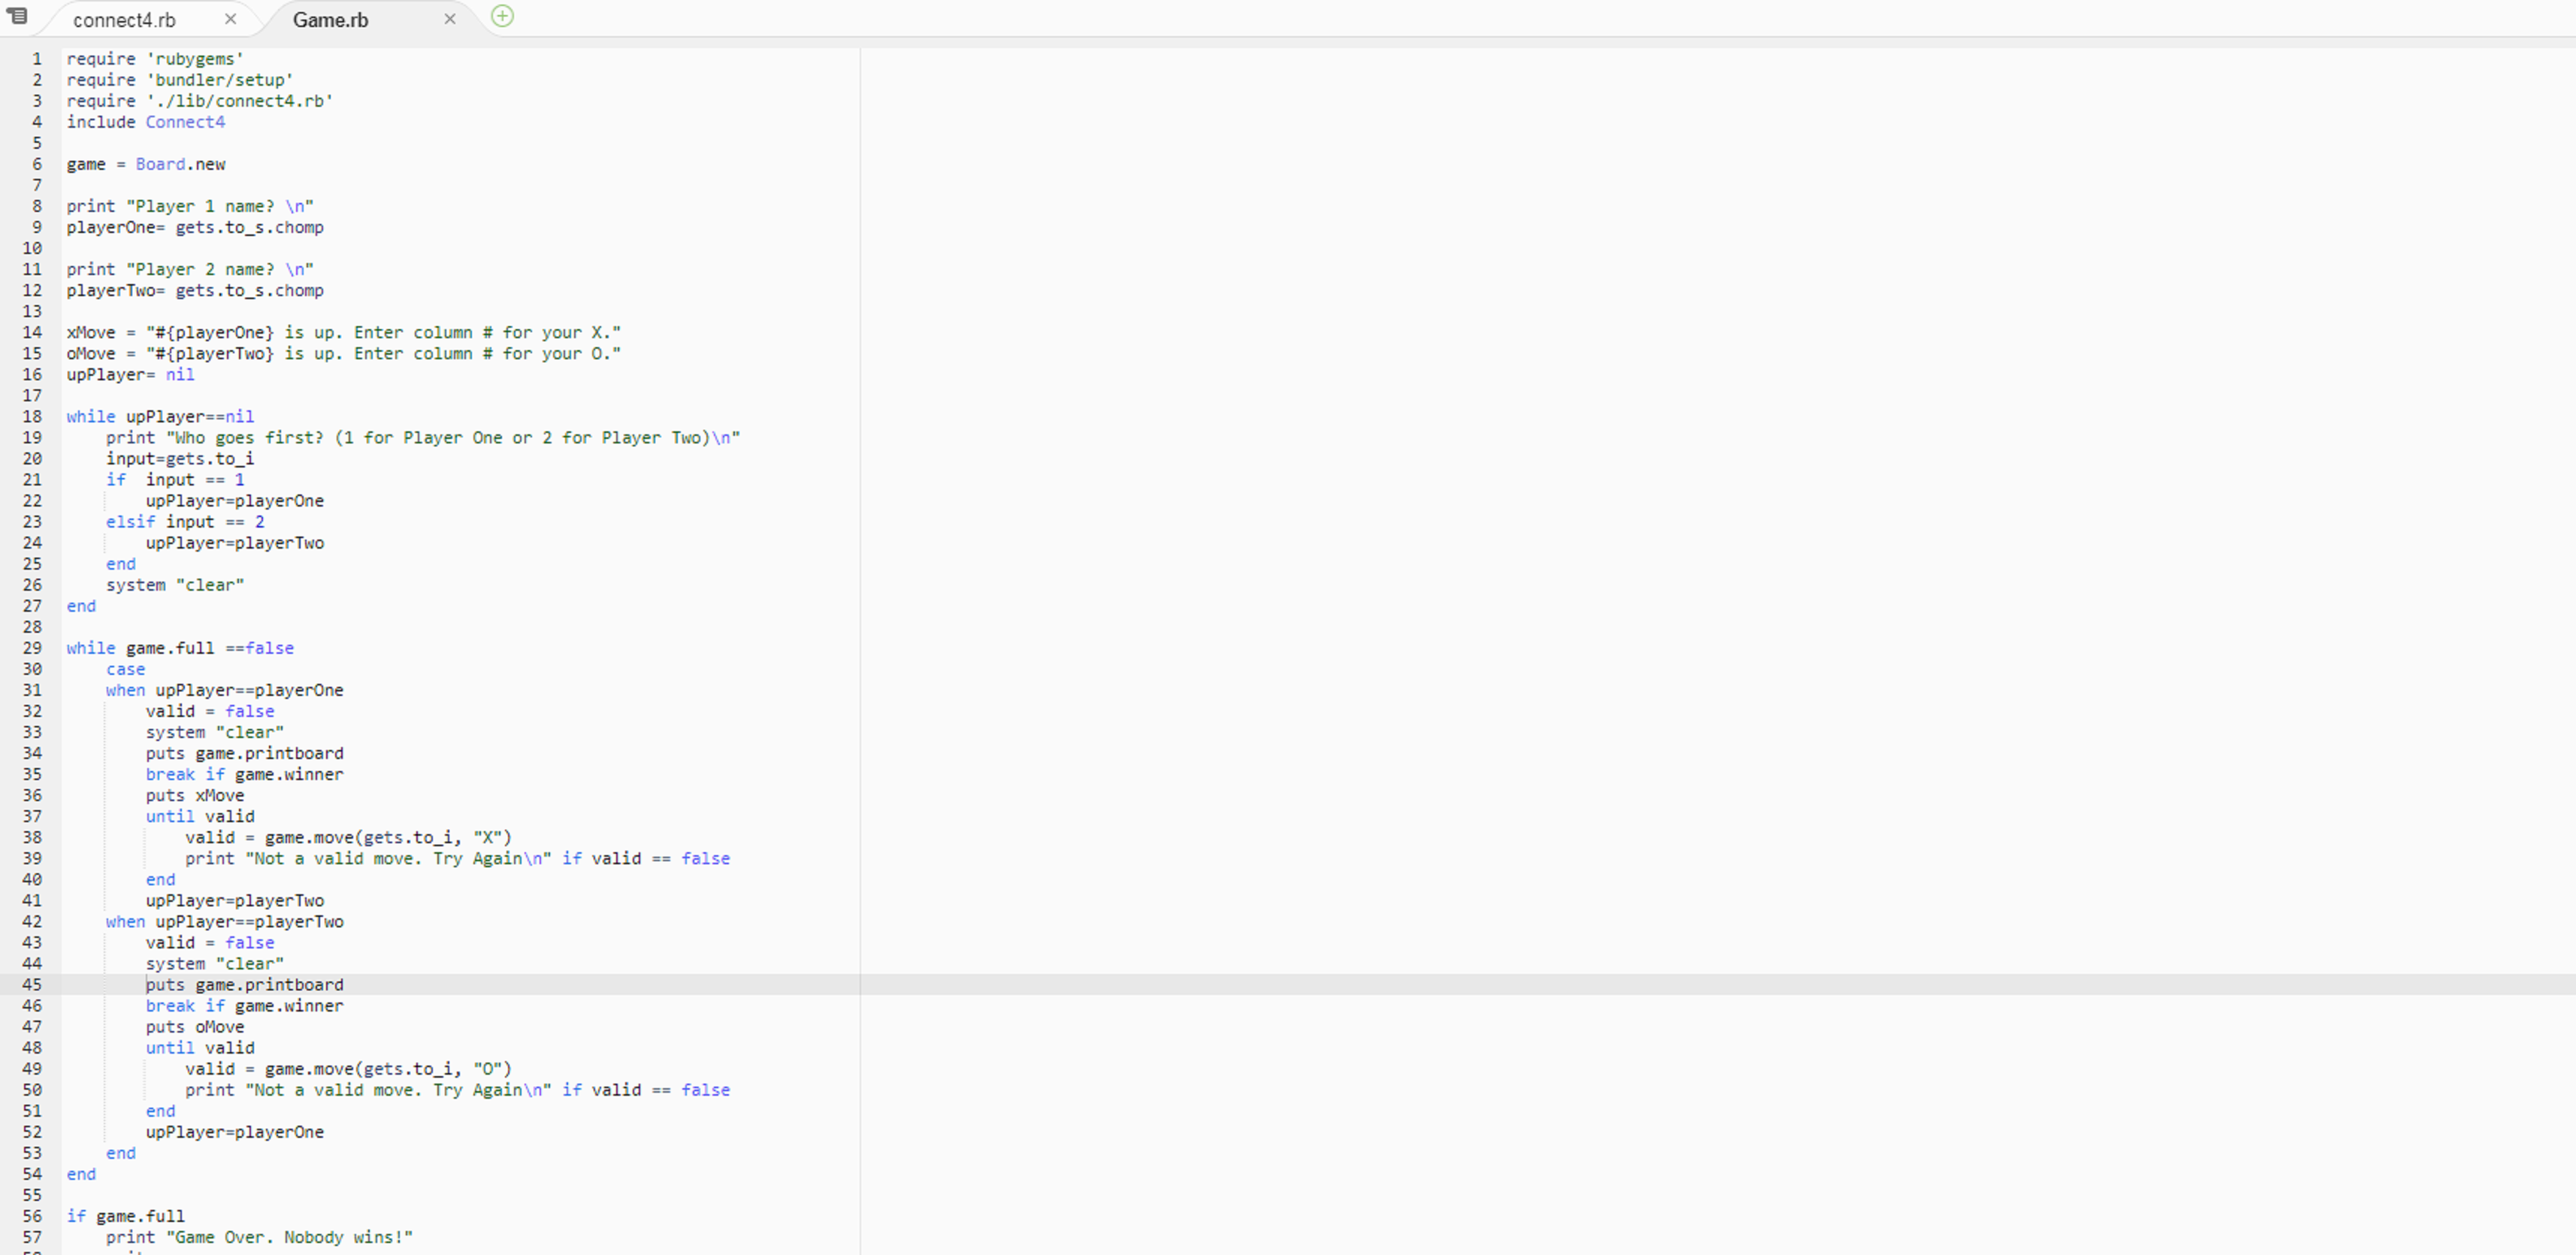 connect4.rb
Game.rb
1 require 'rubygems'
2 require 'bundler/setup'
3 require './lib/connect4.rb'
4 include Connect4
5
6 game = Board.new
7
8 print "Player 1 name? \n"
9 playerOne= gets.to_s.chomp
10
11 print "Player 2 name? \n"
12 playerTwo= gets.to_s.chomp
13
14 xMove = "#{playerOne} is up. Enter column # for your X."
15 oMove = "#{playerTwo} is up. Enter column # for your O."
16 upPlayer= nil
17
18 while upPlayer==nil
19     print "Who goes first? (1 for Player One or 2 for Player Two)\n"
20     input=gets.to_i
21     if  input == 1
22         upPlayer=playerOne
23     elsif input == 2
24         upPlayer=playerTwo
25     end
26     system "clear"
27 end
28
29 while game.full ==false
30     case
31     when upPlayer==playerOne
32         valid = false
33         system "clear"
34         puts game.printboard
35         break if game.winner
36         puts xMove
37         until valid
38             valid = game.move(gets.to_i, "X")
39             print "Not a valid move. Try Again\n" if valid == false
40         end
41         upPlayer=playerTwo
42     when upPlayer==playerTwo
43         valid = false
44         system "clear"
45         puts game.printboard
46         break if game.winner
47         puts oMove
48         until valid
49             valid = game.move(gets.to_i, "O")
50             print "Not a valid move. Try Again\n" if valid == false
51         end
52         upPlayer=playerOne
53     end
54 end
55
56 if game.full
57     print "Game Over. Nobody wins!"